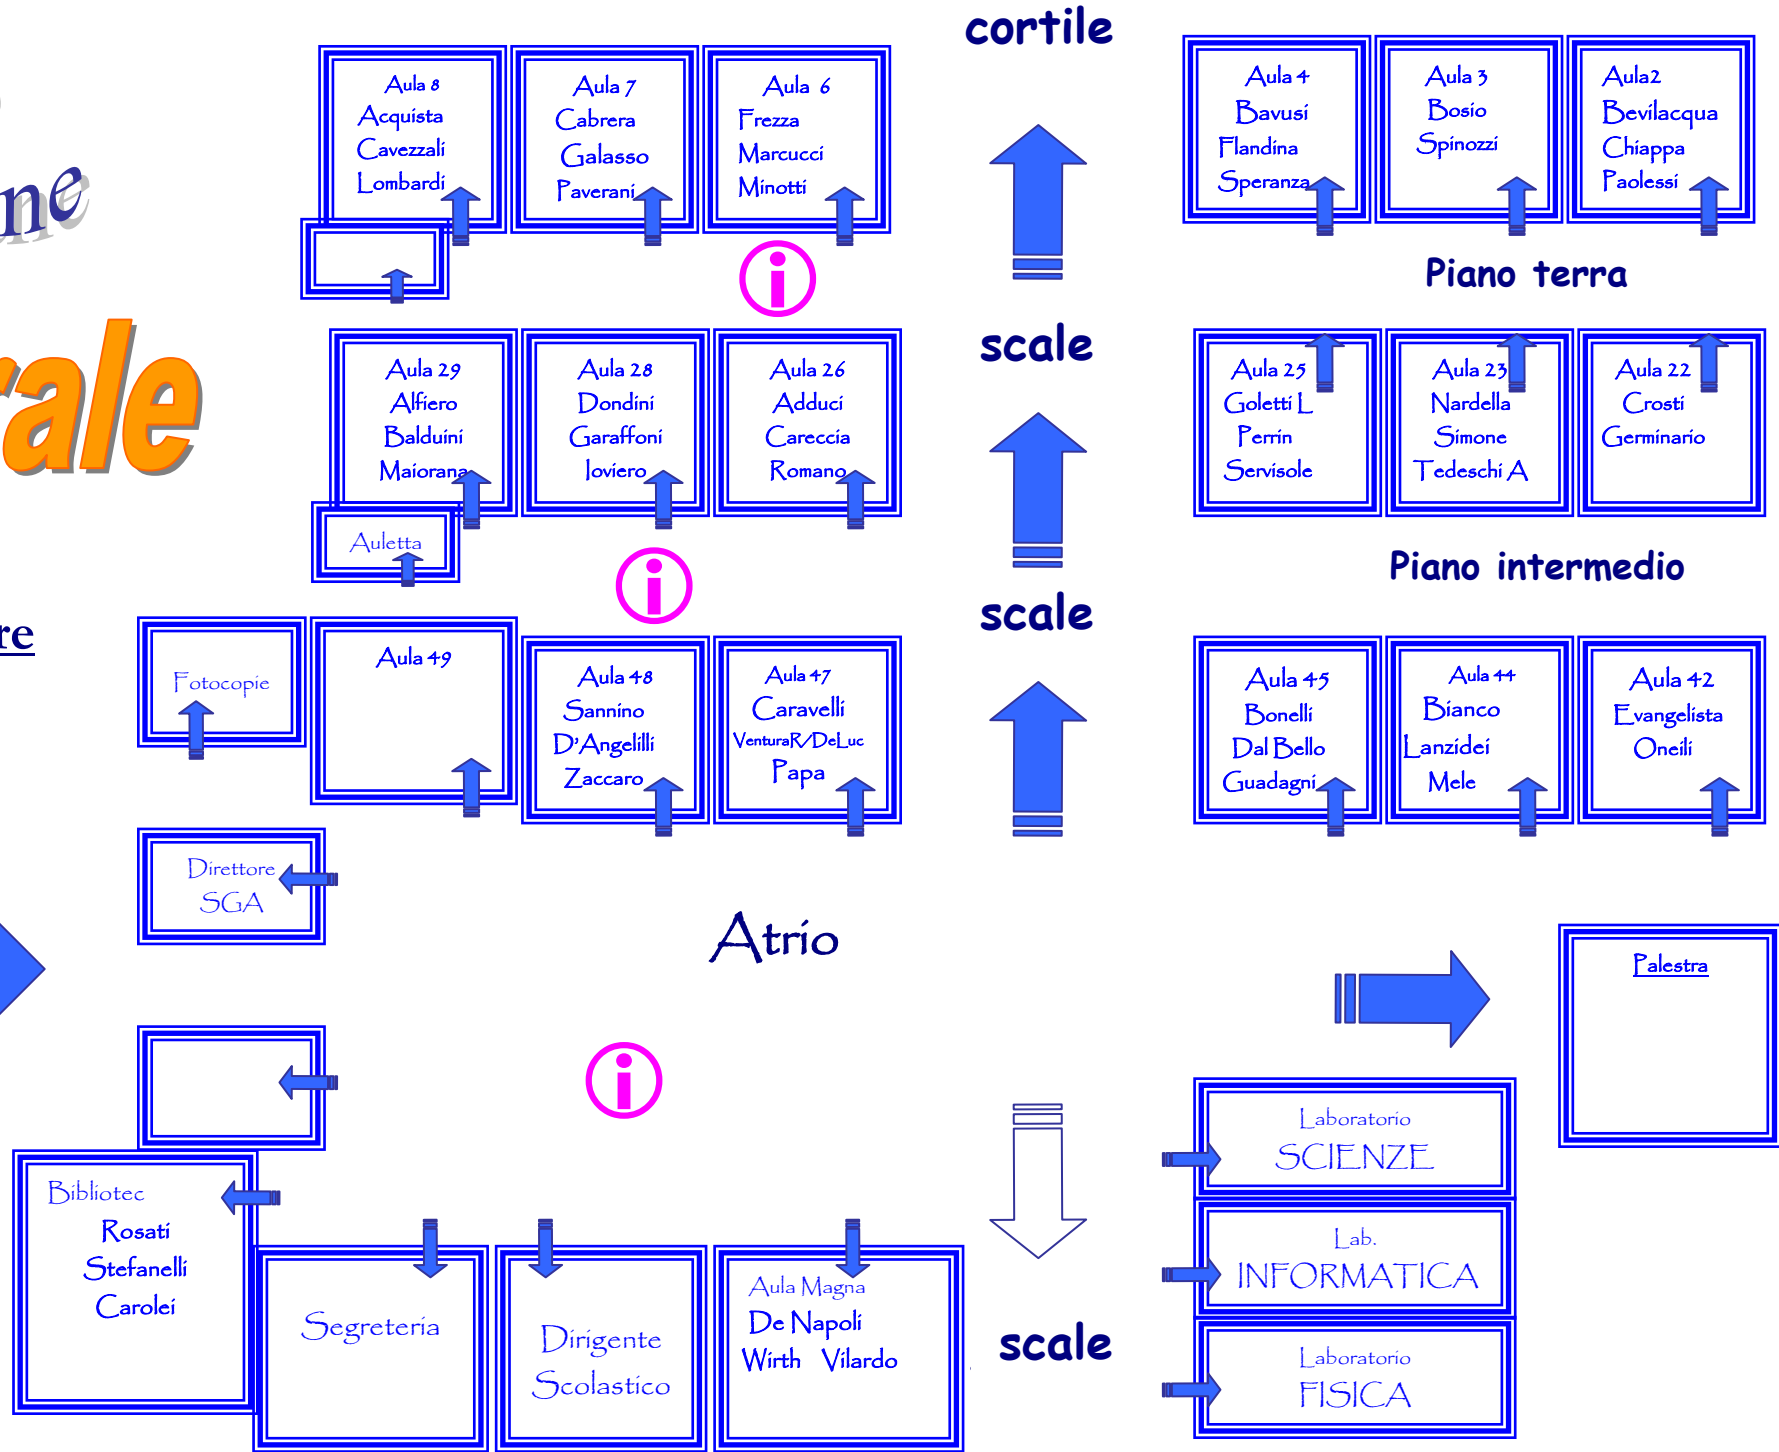 cortile
Aula 8
Acquista
Cavezzali
Lombardi
Aula 7
Cabrera
Galasso
Paverani
Aula 6
Frezza
Marcucci
Minotti
Aula 4
Bavusi
Flandina
Speranza
Aula 3
Bosio
Spinozzi
Aula2
Bevilacqua
Chiappa
Paolessi
ne
Piano terra
scale
rale
Aula 29
Alfiero
Balduini
Maiorana
Aula 28
Dondini
Garaffoni
Ioviero
Aula 26
Adduci
Careccia
Romano
Aula 25
Goletti L
Perrin
Servisole
Aula 23
Nardella
Simone
Tedeschi A
Aula 22
Crosti
Germinario
Auletta
Piano intermedio
scale
re
Fotocopie
Aula 49
Aula 48
Sannino
D'Angelilli
Zaccaro
Aula 47
Caravelli
VenturaR/DeLuc
Papa
Aula 45
Bonelli
Dal Bello
Guadagni
Aula 44
Bianco
Lanzidei
Mele
Aula 42
Evangelista
Oneili
Direttore
SGA
Atrio
Palestra
Laboratorio
SCIENZE
Bibliotec
Rosati
Stefanelli
Carolei
Segreteria
Dirigente
Scolastico
Aula Magna
De Napoli
Wirth Vilardo
scale
Lab.
INFORMATICA
Laboratorio
FISICA